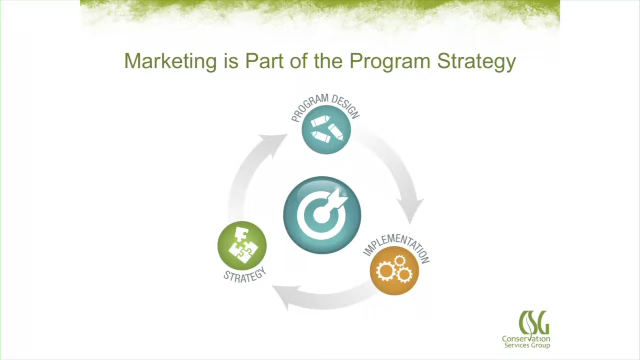 Marketing is Part of the Program Strategy
PROGRAM DESIGN
IMPLEMENTATION
STRATEGY
CSG
Conservation
Services Group